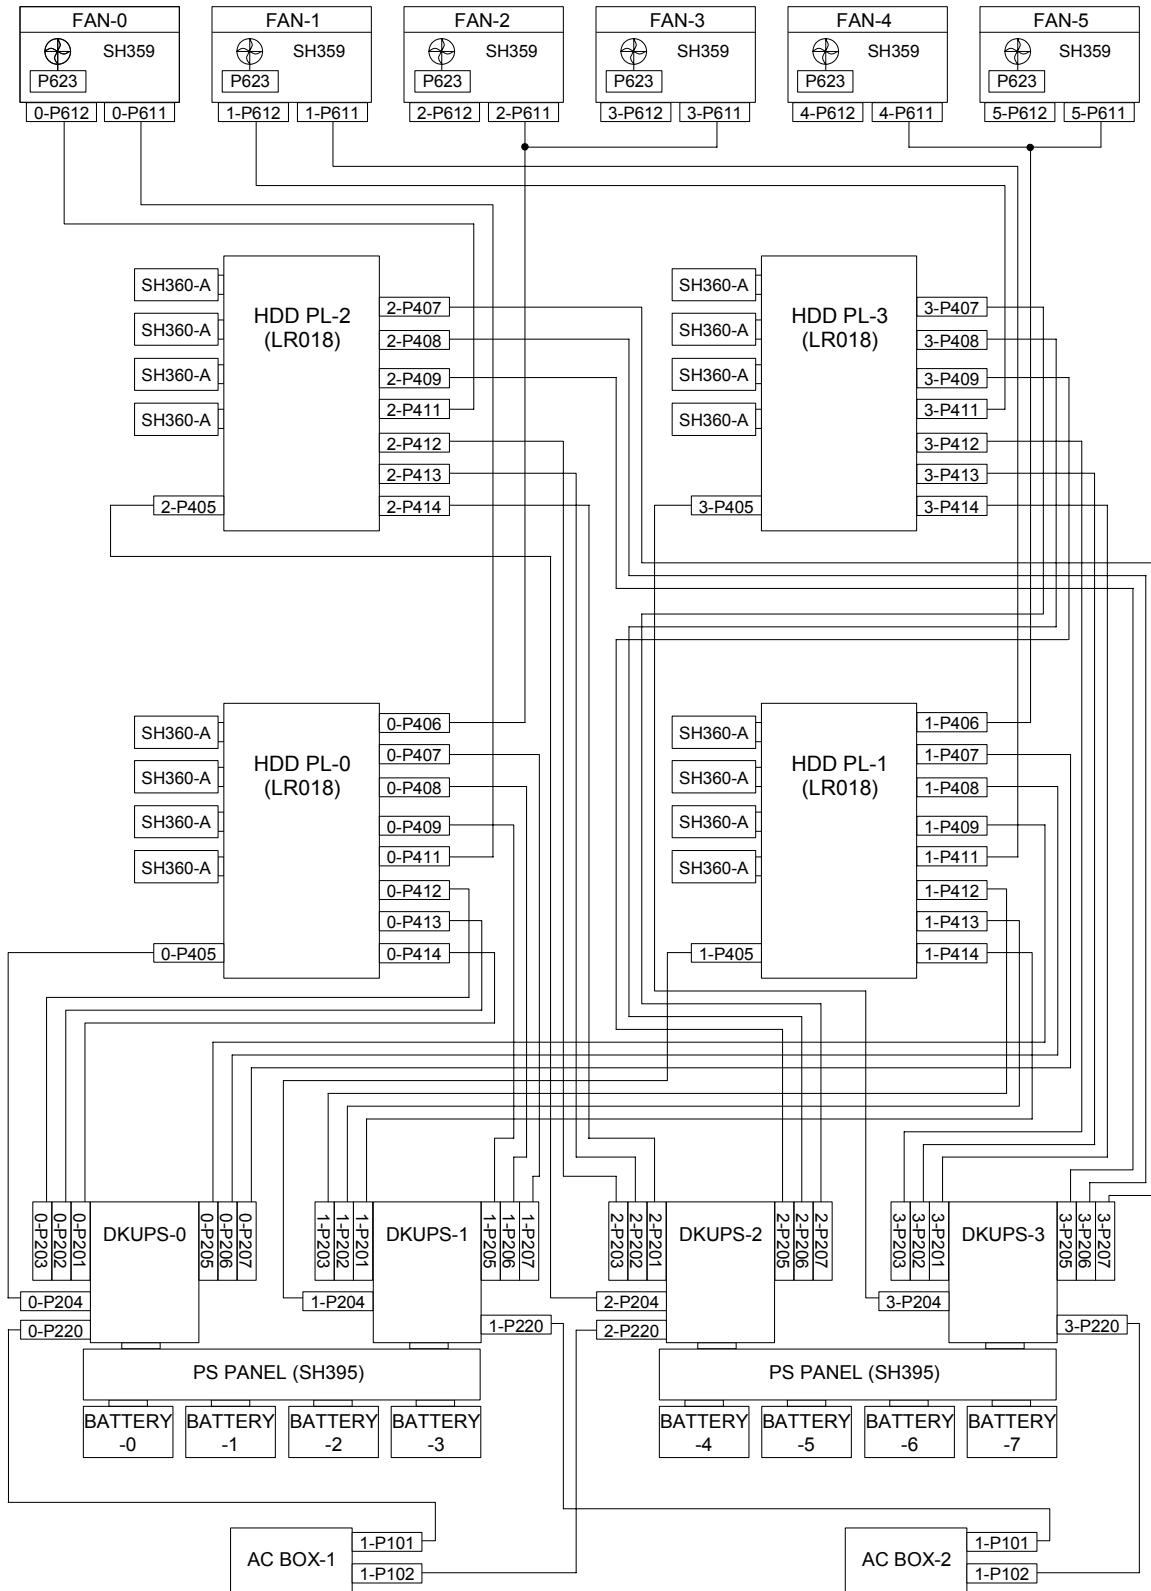 FAN-0 FAN-1 FAN-2 FAN-3 FAN-4 FAN-5
SH359 SH359 SH359 SH359 SH359 SH359
P623 P623 P623 P623 P623 P623
0-P612 0-P611 1-P612 1-P611 2-P612 2-P611 3-P612 3-P611 4-P612 4-P611 5-P612 5-P611
HDD PL-2
(LR018)
SH360-A
SH360-A
SH360-A
SH360-A
2-P405
2-P407
2-P408
2-P409
2-P411
2-P412
2-P413
2-P414
HDD PL-3
(LR018)
SH360-A
SH360-A
SH360-A
SH360-A
3-P405
3-P407
3-P408
3-P409
3-P411
3-P412
3-P413
3-P414
HDD PL-0
(LR018)
SH360-A
SH360-A
SH360-A
SH360-A
0-P405
0-P406
0-P407
0-P408
0-P409
0-P411
0-P412
0-P413
0-P414
HDD PL-1
(LR018)
SH360-A
SH360-A
SH360-A
SH360-A
1-P405
1-P406
1-P407
1-P408
1-P409
1-P411
1-P412
1-P413
1-P414
0-P203
0-P202
0-P201
DKUPS-0
0-P205
0-P206
0-P207
0-P204
0-P220
1-P203
1-P202
1-P201
DKUPS-1
1-P205
1-P206
1-P207
1-P204
1-P220
2-P203
2-P202
2-P201
DKUPS-2
2-P205
2-P206
2-P207
2-P204
2-P220
3-P203
3-P202
3-P201
DKUPS-3
3-P205
3-P206
3-P207
3-P204
3-P220
PS PANEL (SH395)
BATTERY
-0
BATTERY
-1
BATTERY
-2
BATTERY
-3
PS PANEL (SH395)
BATTERY
-4
BATTERY
-5
BATTERY
-6
BATTERY
-7
AC BOX-1
1-P101
1-P102
AC BOX-2
1-P101
1-P102